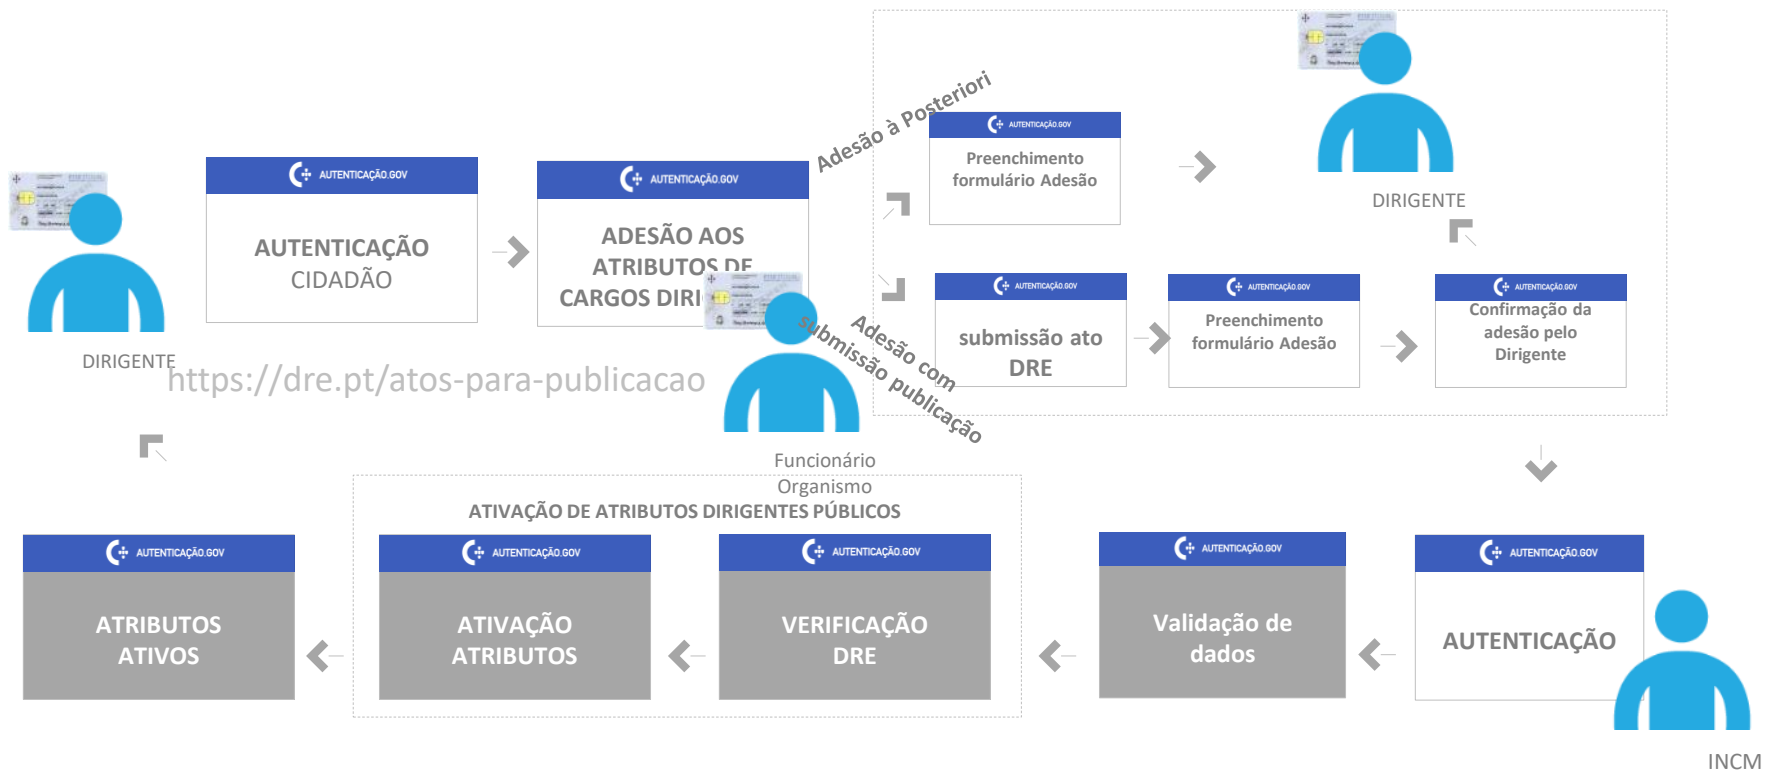 AUTENTICAÇÃO.GOV
AUTENTICAÇÃO
CIDADÃO
AUTENTICAÇÃO.GOV
ADESÃO AOS
ATRIBUTOS DE
CARGOS DIRI
DIRIGENTE
https://dre.pt/atos-para-publicacao
Adesão à Posteriori
AUTENTICAÇÃO.GOV
Preenchimento
formulário Adesão
DIRIGENTE
Adesão com
submissão publicação
AUTENTICAÇÃO.GOV
submissão ato
DRE
AUTENTICAÇÃO.GOV
Preenchimento
formulário Adesão
AUTENTICAÇÃO.GOV
Confirmação da
adesão pelo
Dirigente
Funcionário
Organismo
ATIVAÇÃO DE ATRIBUTOS DIRIGENTES PÚBLICOS
AUTENTICAÇÃO.GOV
ATRIBUTOS
ATIVOS
AUTENTICAÇÃO.GOV
ATIVAÇÃO
ATRIBUTOS
AUTENTICAÇÃO.GOV
VERIFICAÇÃO
DRE
AUTENTICAÇÃO.GOV
Validação de
dados
AUTENTICAÇÃO.GOV
AUTENTICAÇÃO
INCM